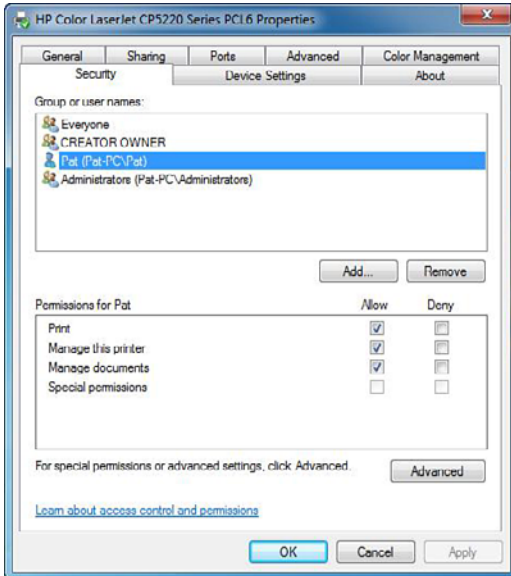 HP Color LaserJet CP5220 Series PCL6 Properties
General Sharing Ports Advanced Color Management
Security Device Settings About
Group or user names:
Everyone
CREATOR OWNER
Pat (Pat-PC\Pat)
Administrators (Pat-PC\Administrators)
Add... Remove
Permissions for Pat Allow Deny
Print
Manage this printer
Manage documents
Special permissions
For special permissions or advanced settings, click Advanced. Advanced
Learn about access control and permissions
OK Cancel Apply